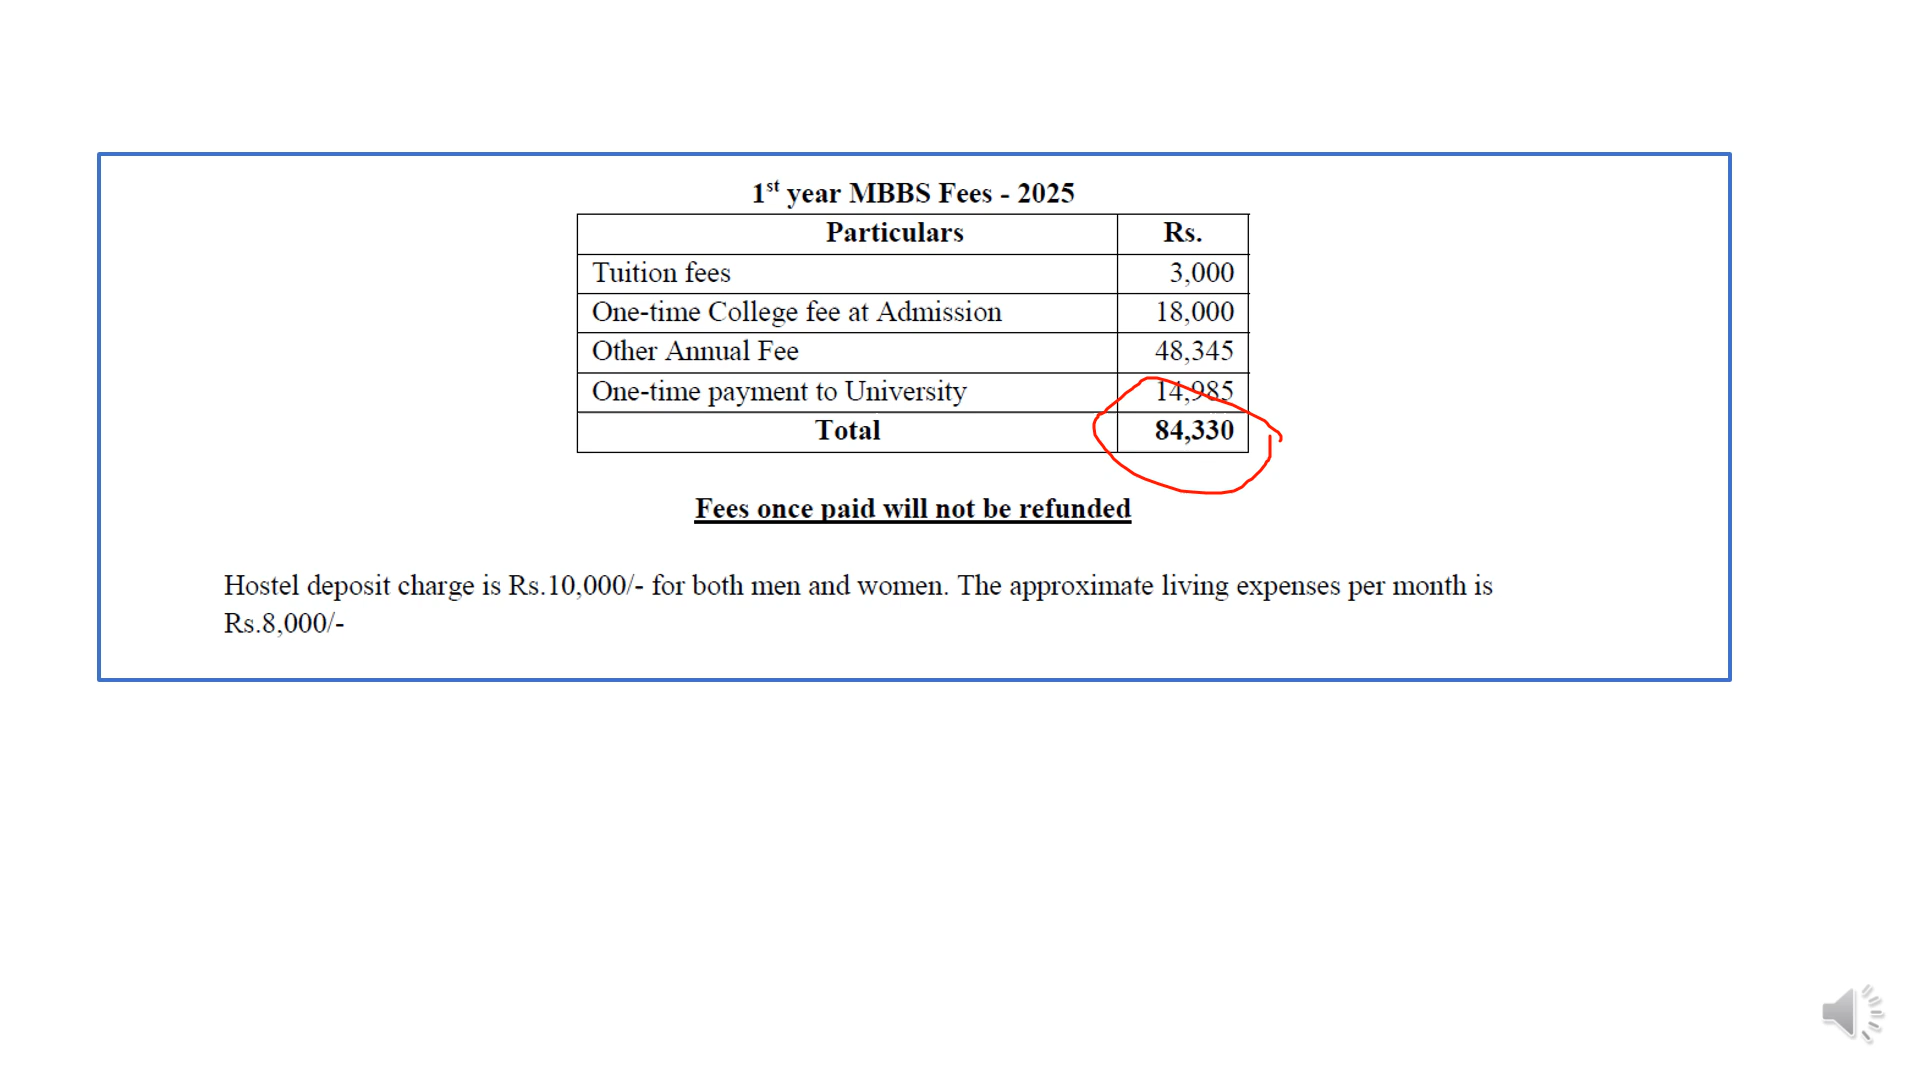 1st year MBBS Fees - 2025
Particulars Rs.
Tuition fees 3,000
One-time College fee at Admission 18,000
Other Annual Fee 48,345
One-time payment to University 14,985
Total 84,330
Fees once paid will not be refunded
Hostel deposit charge is Rs.10,000/- for both men and women. The approximate living expenses per month is
Rs.8,000/-